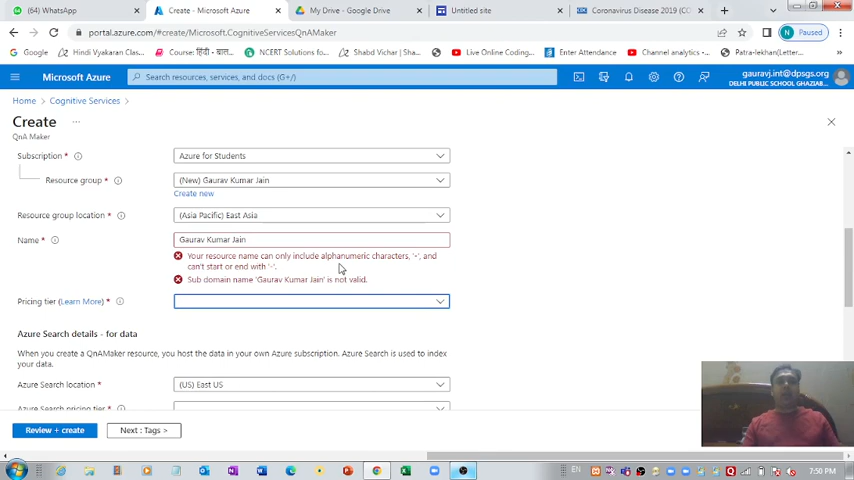 (64) WhatsApp
Create - Microsoft Azure
My Drive - Google Drive
Untitled site
Coronavirus Disease 2019 (CO
portal.azure.com/#create/Microsoft.CognitiveServicesQnAMaker
N Paused
Google
Hindi Vyakaran Classi
Course: हिंदी -
NCERT Solutions for
Shabd Vichar | Shab
Live Online Coding
Enter Attendance
Channel analytics -
Patra-lekhan(Letter)
Microsoft Azure
Search resources, services, and docs (G+/)
gauravj.int@dpsgs.org
DELHI PUBLIC SCHOOL GHAZIAB...
Home > Cognitive Services >
Create ...
QnA Maker
Subscription *
Azure for Students
Resource group *
(New) Gaurav Kumar Jain
Create new
Resource group location *
(Asia Pacific) East Asia
Name *
Gaurav Kumar Jain
Your resource name can only include alphanumeric characters, '-', and
can't start or end with '-'.
Sub domain name 'Gaurav Kumar Jain' is not valid.
Pricing tier (Learn More) *
Azure Search details - for data
When you create a QnAMaker resource, you host the data in your own Azure subscription. Azure Search is used to index
your data.
Azure Search location *
(US) East US
Azure Search pricing tier *
Review + create
Next : Tags >
EN
7:50 PM